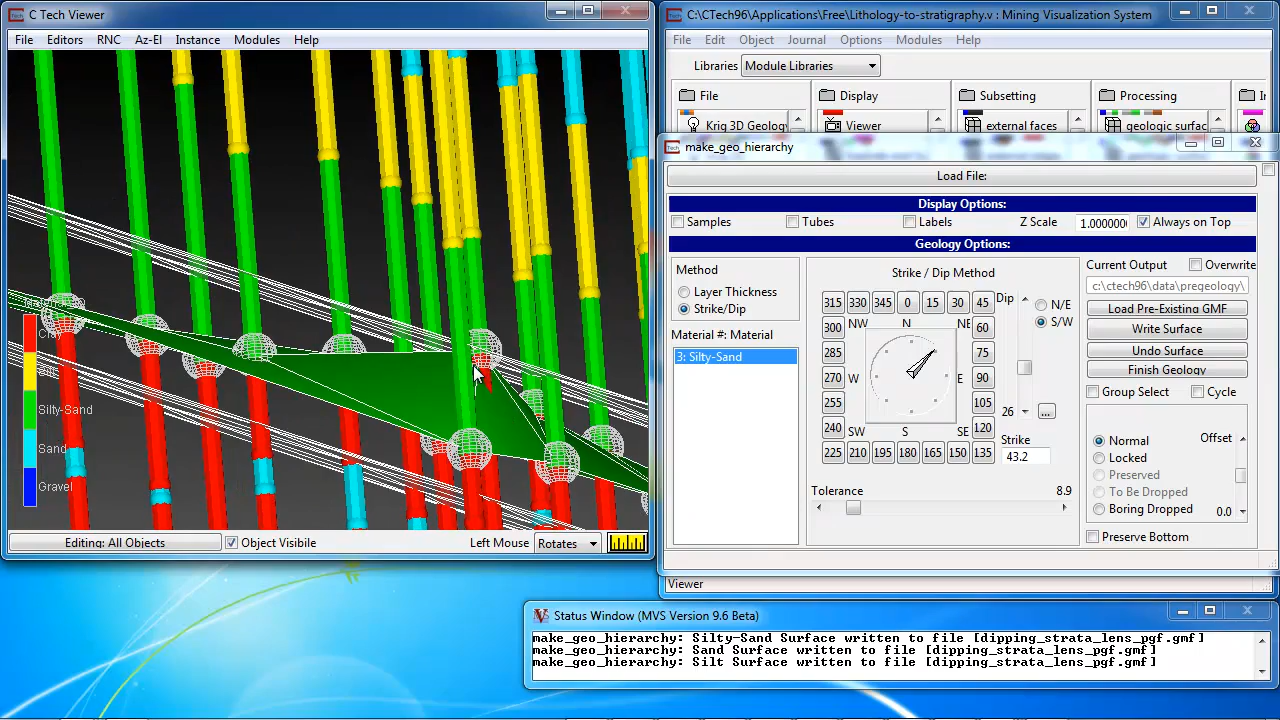 C Tech Viewer
File Editors RNC Az-El Instance Modules Help
Silty-Sand
Sand
Gravel
Editing: All Objects
Object Visibile
Left Mouse
Rotates
C:\CTech96\Applications\Free\Lithology-to-stratigraphy.v : Mining Visualization System
File Edit Object Journal Options Modules Help
Libraries Module Libraries
File Display Subsetting Processing
Krig 3D Geology Viewer external faces geologic surf
make_geo_hierarchy
Load File:
Display Options:
Samples Tubes Labels Z Scale 1.000000 Always on Top
Geology Options:
Method
Layer Thickness
Strike/Dip
Material #: Material
3: Silty-Sand
Strike / Dip Method
315 330 345 0 15 30 45
NW N NE
300 60
285 75
270 W E 90
255 105
240 120
SW S SE
225 210 195 180 165 150 135
Dip
N/E
S/W
26 ...
Strike
43.2
Tolerance 8.9
Current Output Overwrite
c:\ctech96\data\pregeology\
Load Pre-Existing GMF
Write Surface
Undo Surface
Finish Geology
Group Select Cycle
Normal
Locked
Preserved
To Be Dropped
Boring Dropped
Offset
0.0
Preserve Bottom
Viewer
Status Window (MVS Version 9.6 Beta)
make_geo_hierarchy: Silty-Sand Surface written to file [dipping_strata_lens_pgf.gmf]
make_geo_hierarchy: Sand Surface written to file [dipping_strata_lens_pgf.gmf]
make_geo_hierarchy: Silt Surface written to file [dipping_strata_lens_pgf.gmf]